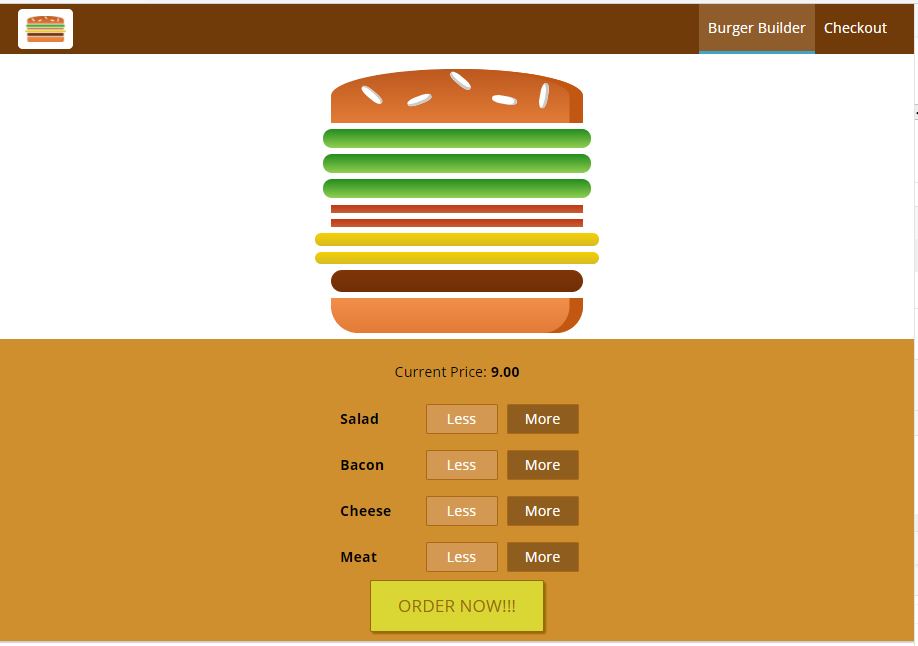 Burger Builder Checkout
Current Price: 9.00
Salad Less More
Bacon Less More
Cheese Less More
Meat Less More
ORDER NOW!!!